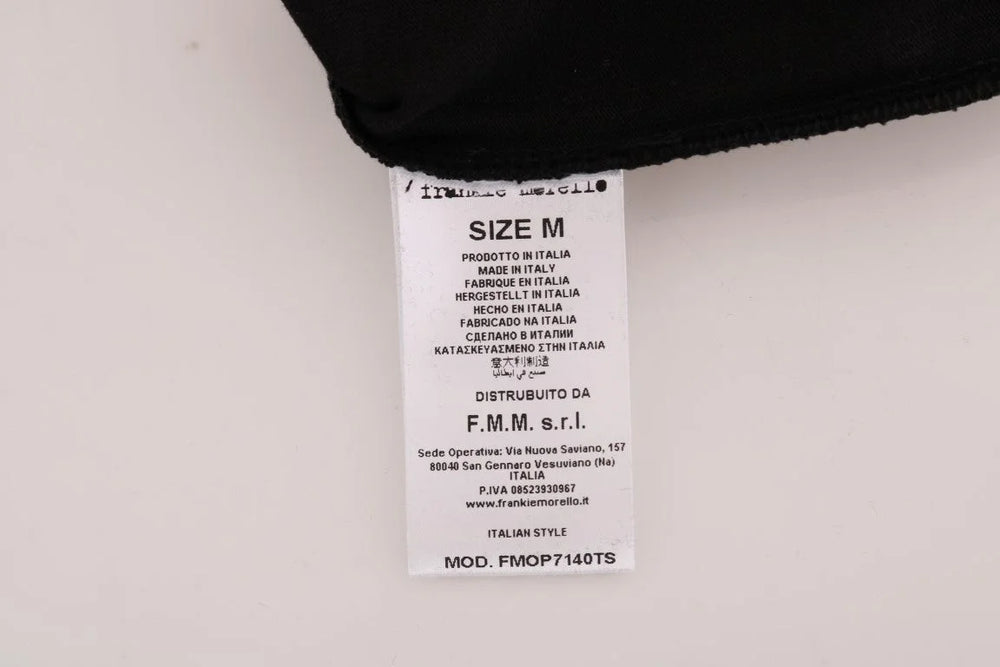 frankie morello
SIZE M
PRODOTTO IN ITALIA
MADE IN ITALY
FABRIQUE EN ITALIA
HERGESTELLT IN ITALIA
HECHO EN ITALIA
FABRICADO NA ITALIA
СДЕЛАНО В ИТАЛИИ
ΚΑΤΑΣΚΕΥΑΣΜΕΝΟ ΣΤΗΝ ΙΤΑΛΙΑ
意大利制造
صنع في ايطاليا
DISTRUBUITO DA
F.M.M. s.r.l.
Sede Operativa: Via Nuova Saviano, 157
80040 San Gennaro Vesuviano (Na)
ITALIA
P.IVA 08523930967
www.frankiemorello.it
ITALIAN STYLE
MOD. FMOP7140TS